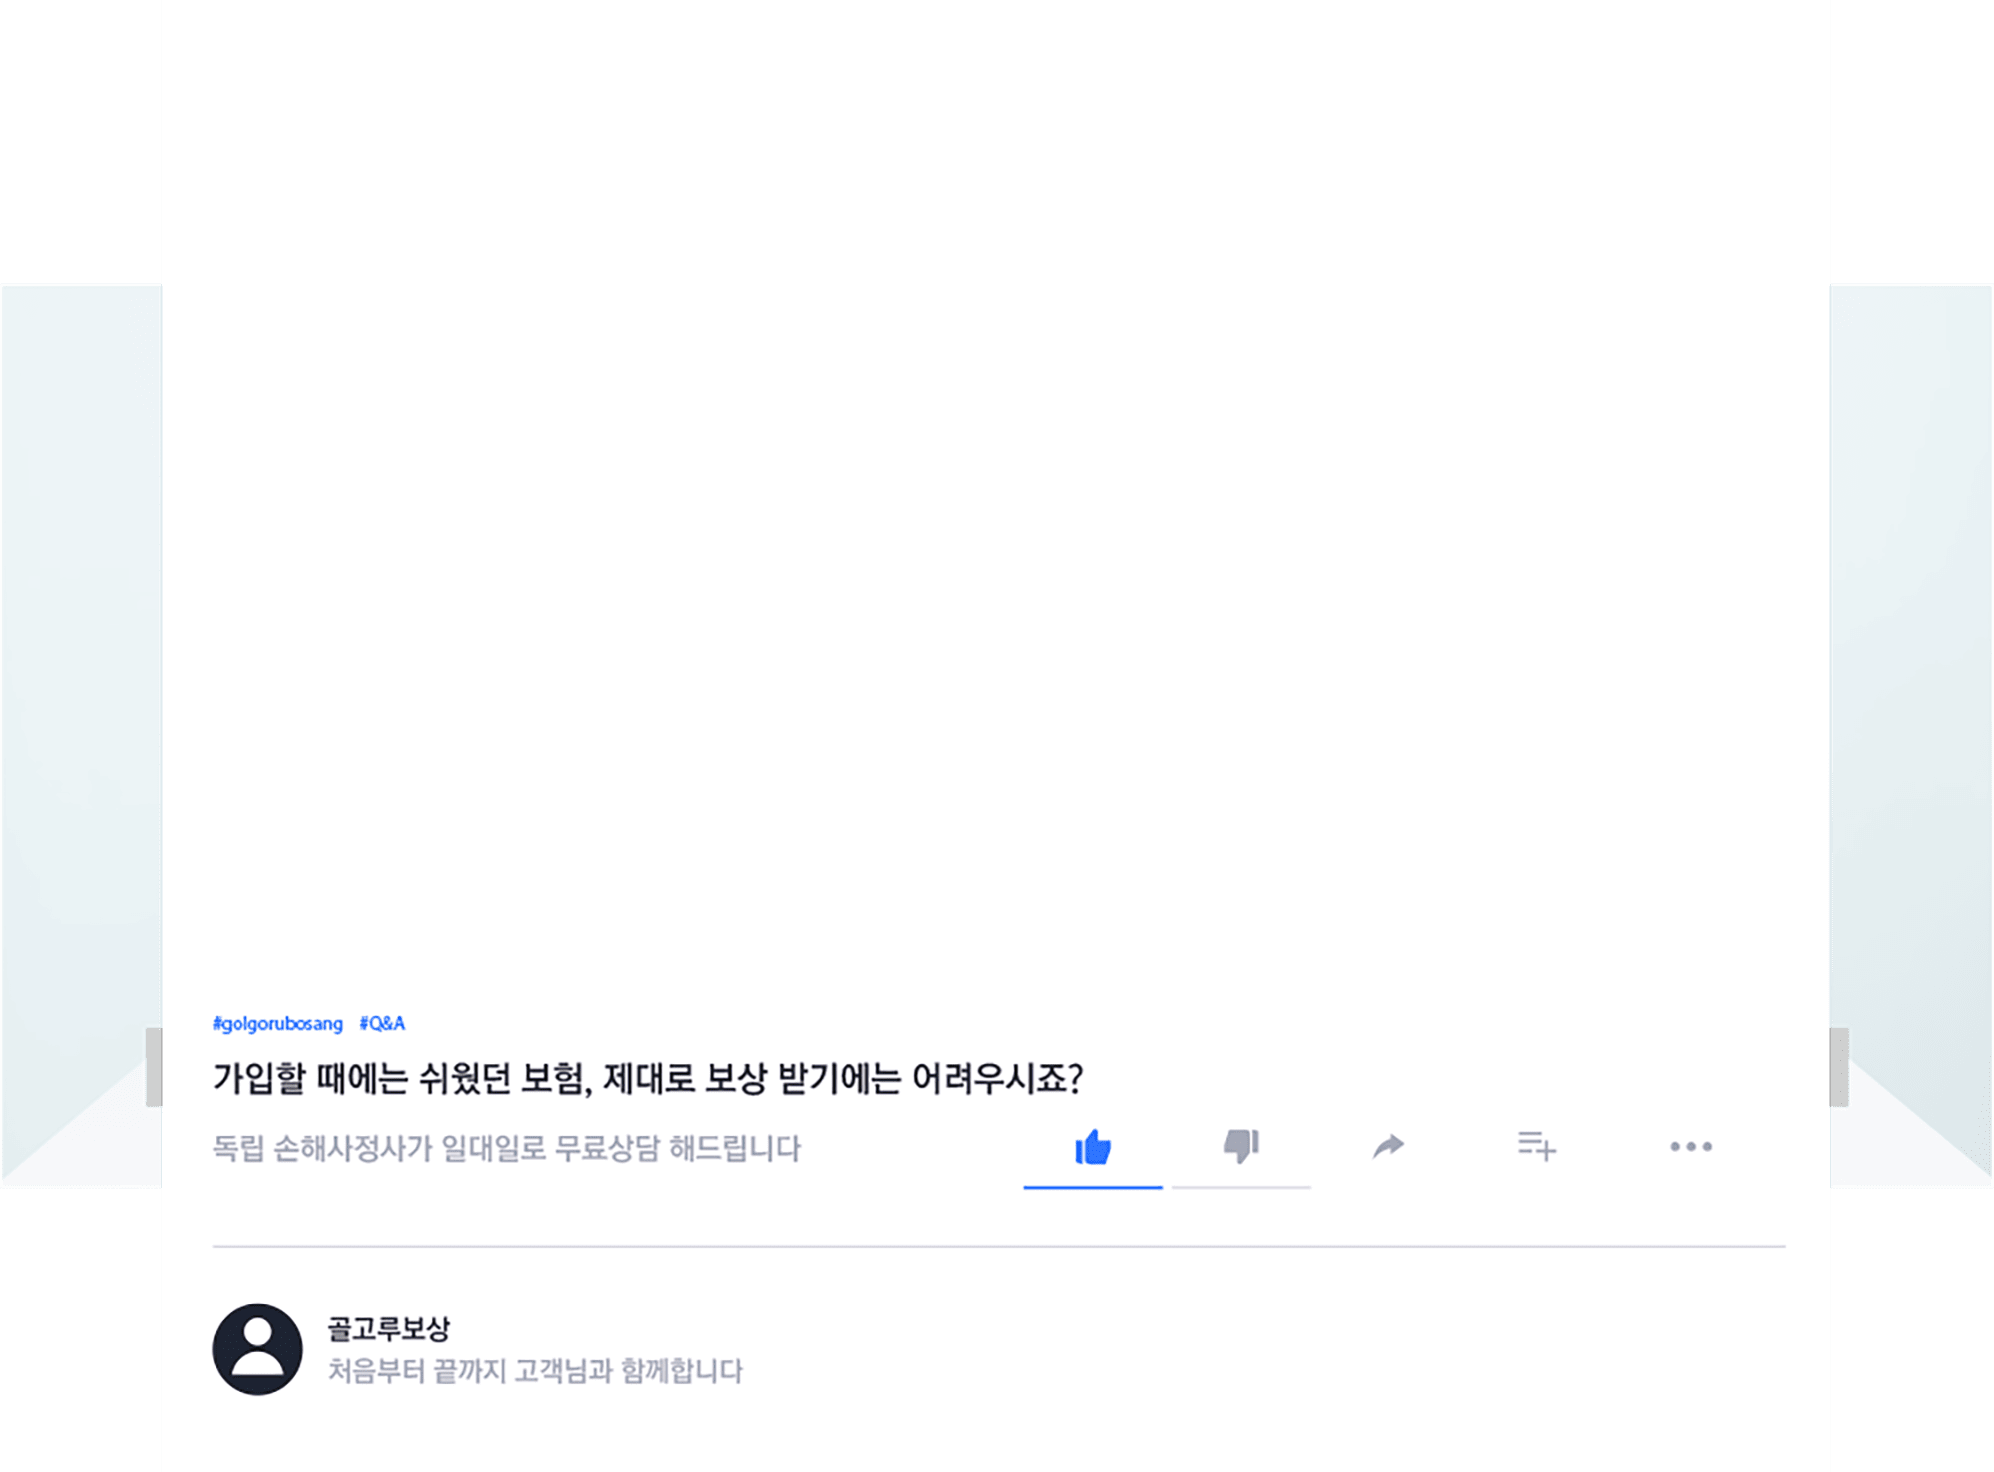 #golgorubosang #Q&A
가입할 때에는 쉬웠던 보험, 제대로 보상 받기에는 어려우시죠?
독립 손해사정사가 일대일로 무료상담 해드립니다
골고루보상
처음부터 끝까지 고객님과 함께합니다